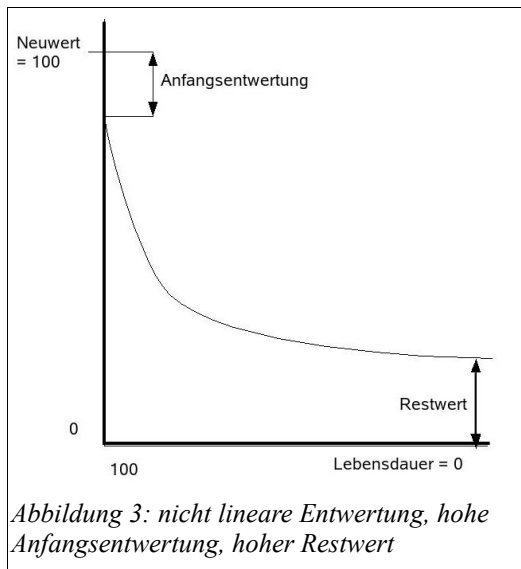 Neuwert
= 100
Anfangsentwertung
Restwert
0
100
Lebensdauer = 0
Abbildung 3: nicht lineare Entwertung, hohe
Anfangsentwertung, hoher Restwert